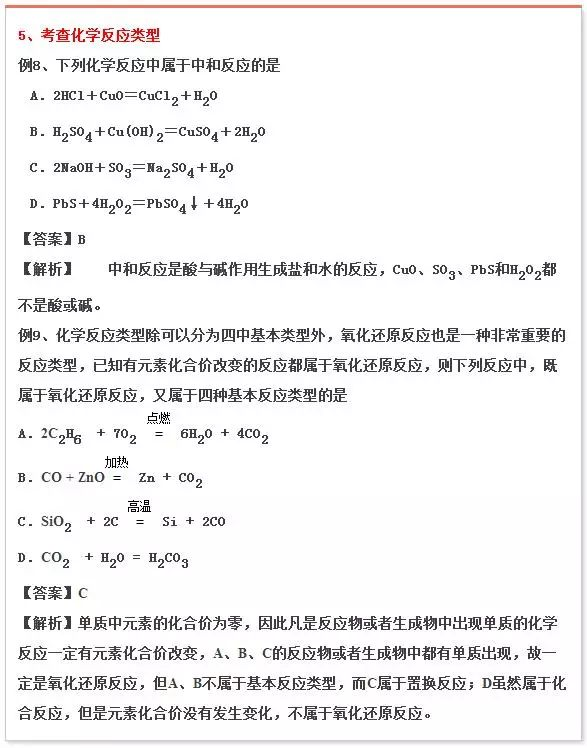 5、考查化学反应类型
例8、下列化学反应中属于中和反应的是
A．2HCl＋CuO＝CuCl₂＋H₂O
B．H₂SO₄＋Cu(OH)₂＝CuSO₄＋2H₂O
C．2NaOH＋SO₃＝Na₂SO₄＋H₂O
D．PbS＋4H₂O₂＝PbSO₄↓＋4H₂O
【答案】B
【解析】 中和反应是酸与碱作用生成盐和水的反应，CuO、SO₃、PbS和H₂O₂都
不是酸或碱。
例9、化学反应类型除可以分为四中基本类型外，氧化还原反应也是一种非常重要的
反应类型，已知有元素化合价改变的反应都属于氧化还原反应，则下列反应中，既
属于氧化还原反应，又属于四种基本反应类型的是
点燃
A．2C₂H₆ + 7O₂ = 6H₂O + 4CO₂
加热
B．CO + ZnO = Zn + CO₂
高温
C．SiO₂ + 2C = Si + 2CO
D．CO₂ + H₂O = H₂CO₃
【答案】C
【解析】单质中元素的化合价为零，因此凡是反应物或者生成物中出现单质的化学
反应一定有元素化合价改变，A、B、C的反应物或者生成物中都有单质出现，故一
定是氧化还原反应，但A、B不属于基本反应类型，而C属于置换反应；D虽然属于化
合反应，但是元素化合价没有发生变化，不属于氧化还原反应。